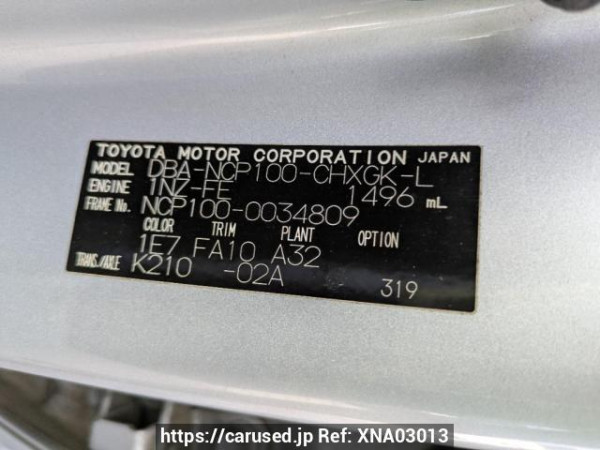 TOYOTA MOTOR CORPORATION JAPAN
MODEL DBA-NCP100-CHXGK-L
ENGINE 1NZ-FE 1496 mL
FRAME No. NCP100-0034809
COLOR TRIM PLANT OPTION
1E7 FA10 A32
TRANS/AXLE K210 -02A 319
https://carused.jp Ref: XNA03013